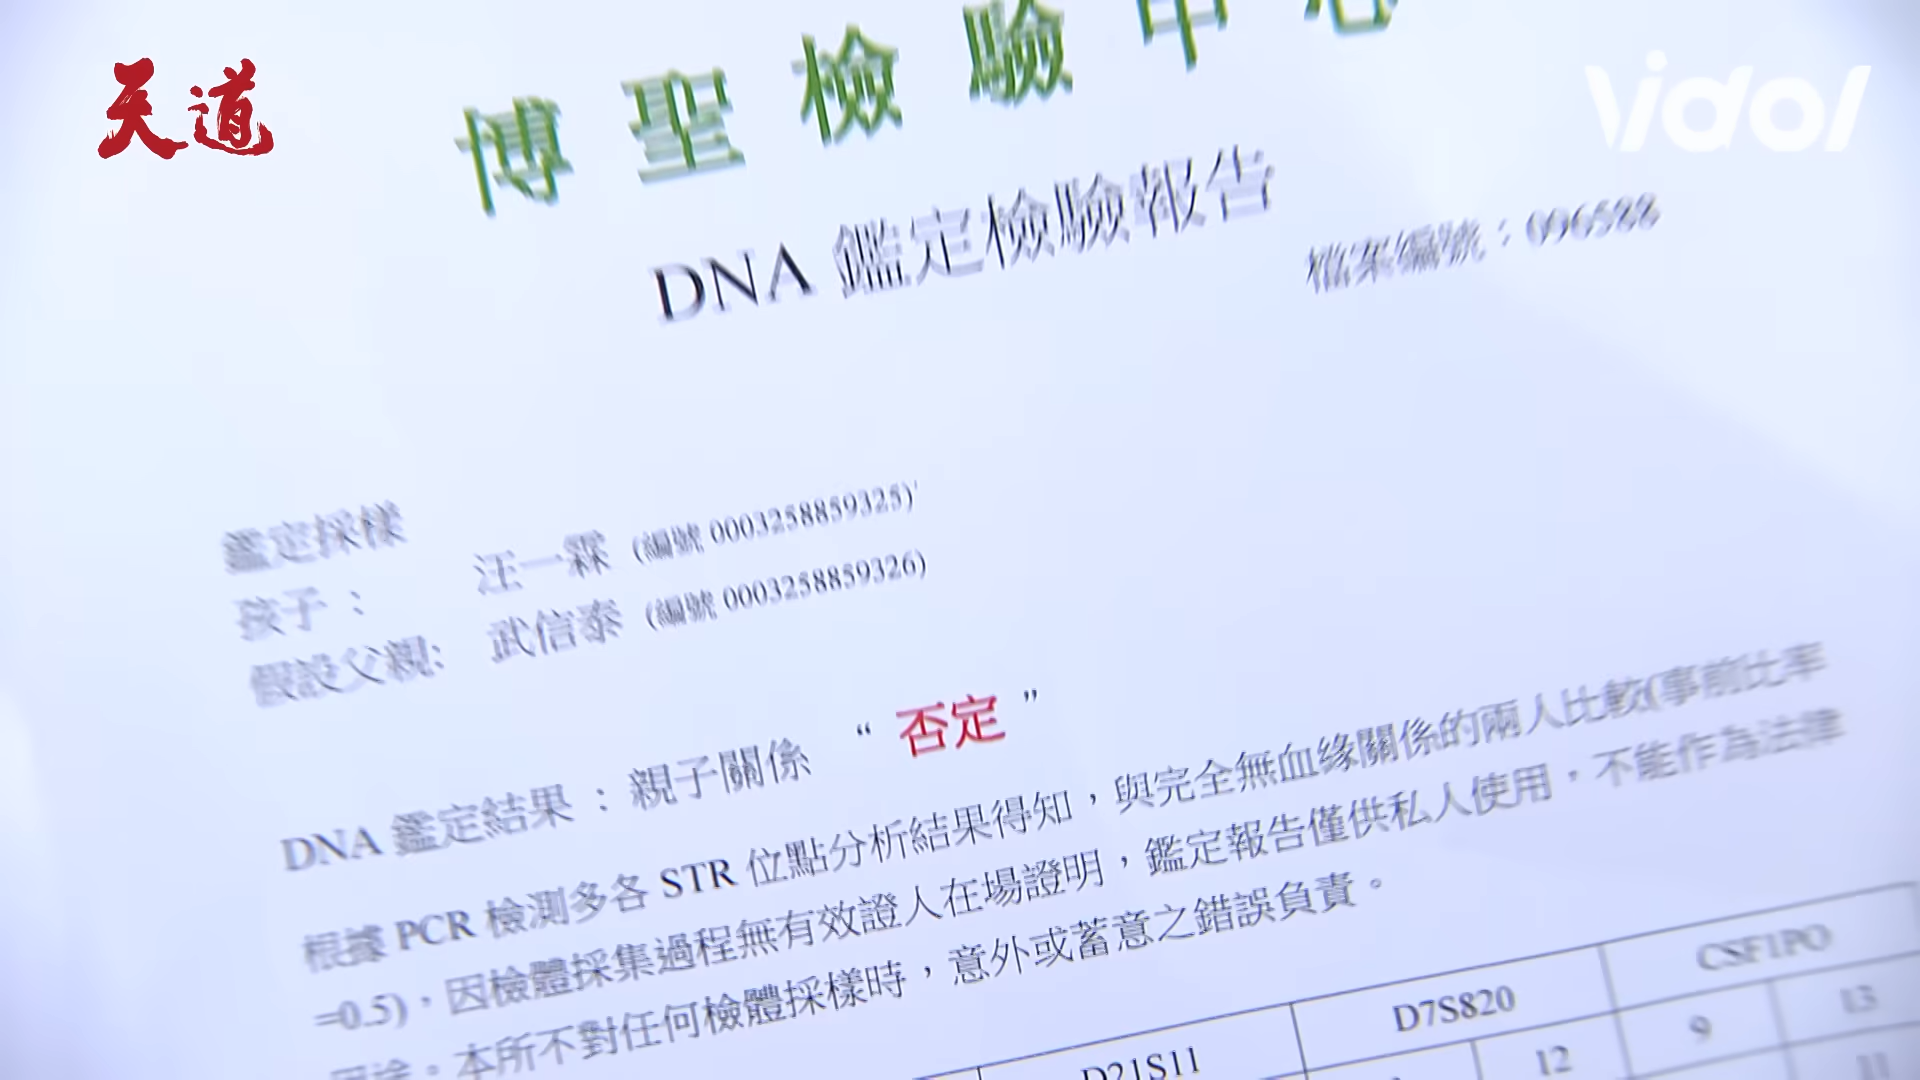 天道
Vidol
博聖檢驗中心
DNA 鑑定檢驗報告
檔案編號：096588
鑑定採樣
孩子： 汪一霖 (編號 0003258859325)'
假設父親: 武信泰 (編號 0003258859326)
DNA 鑑定結果 ： 親子關係 “ 否定 ”
根據 PCR 檢測多各 STR 位點分析結果得知，與完全無血缘關係的兩人比較(事前比率
=0.5)，因檢體採集過程無有效證人在場證明，鑑定報告僅供私人使用，不能作為法律
用途。本所不對任何檢體採樣時，意外或蓄意之錯誤負責。
D21S11 D7S820 CSF1PO
12 9 13
11